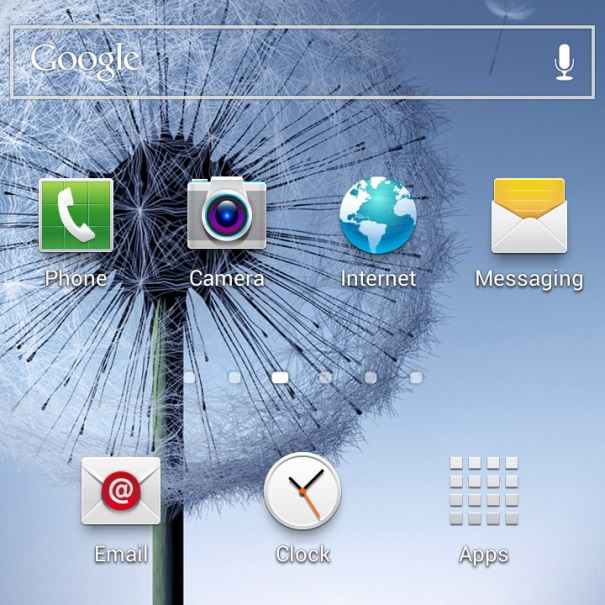 Google
Phone
Camera
Internet
Messaging
@
Email
Clock
Apps